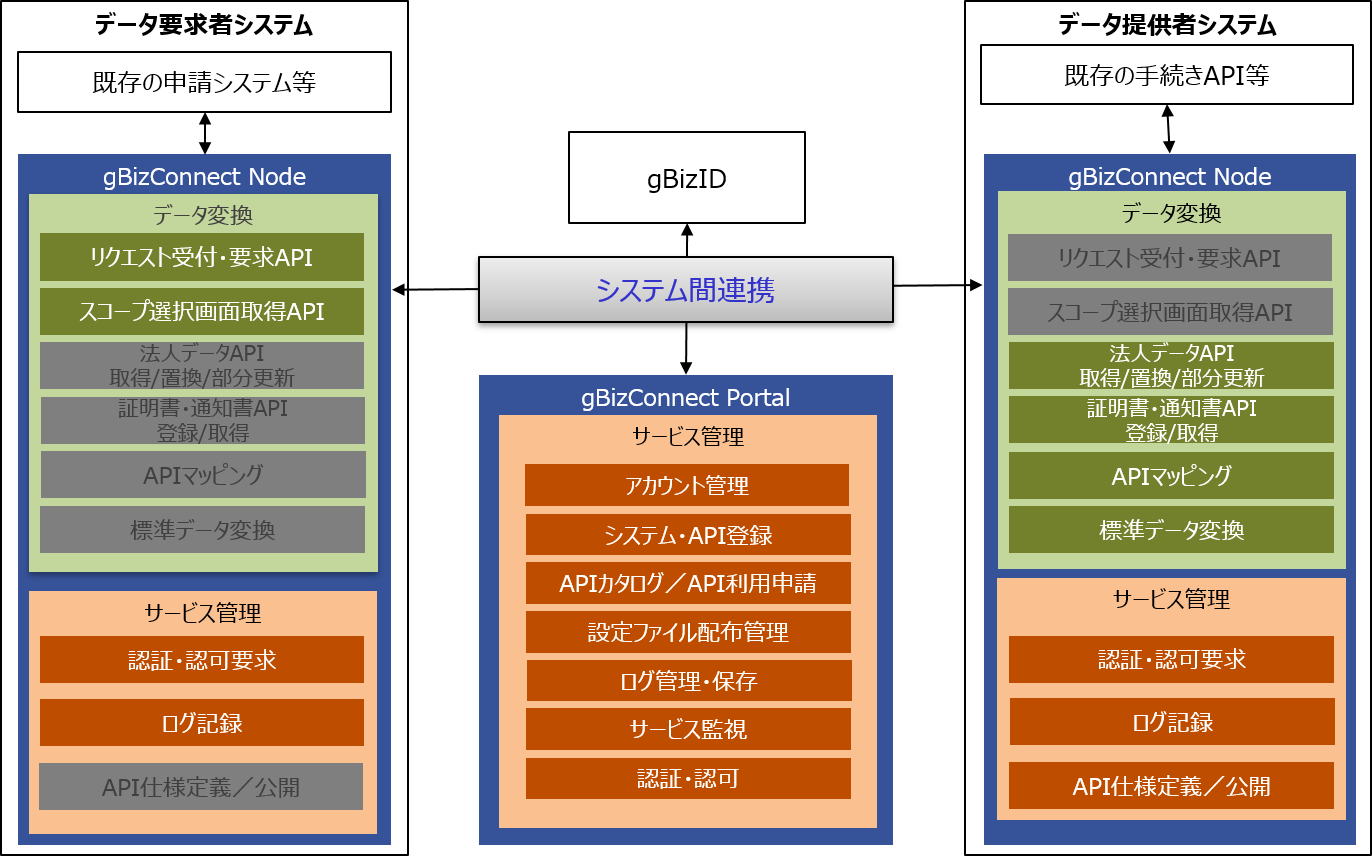 データ要求者システム
既存の申請システム等
gBizConnect Node
データ変換
リクエスト受付・要求API
スコープ選択画面取得API
法人データAPI
取得/置換/部分更新
証明書・通知書API
登録/取得
APIマッピング
標準データ変換
サービス管理
認証・認可要求
ログ記録
API仕様定義／公開
gBizID
システム間連携
gBizConnect Portal
サービス管理
アカウント管理
システム・API登録
APIカタログ／API利用申請
設定ファイル配布管理
ログ管理・保存
サービス監視
認証・認可
データ提供者システム
既存の手続きAPI等
gBizConnect Node
データ変換
リクエスト受付・要求API
スコープ選択画面取得API
法人データAPI
取得/置換/部分更新
証明書・通知書API
登録/取得
APIマッピング
標準データ変換
サービス管理
認証・認可要求
ログ記録
API仕様定義／公開